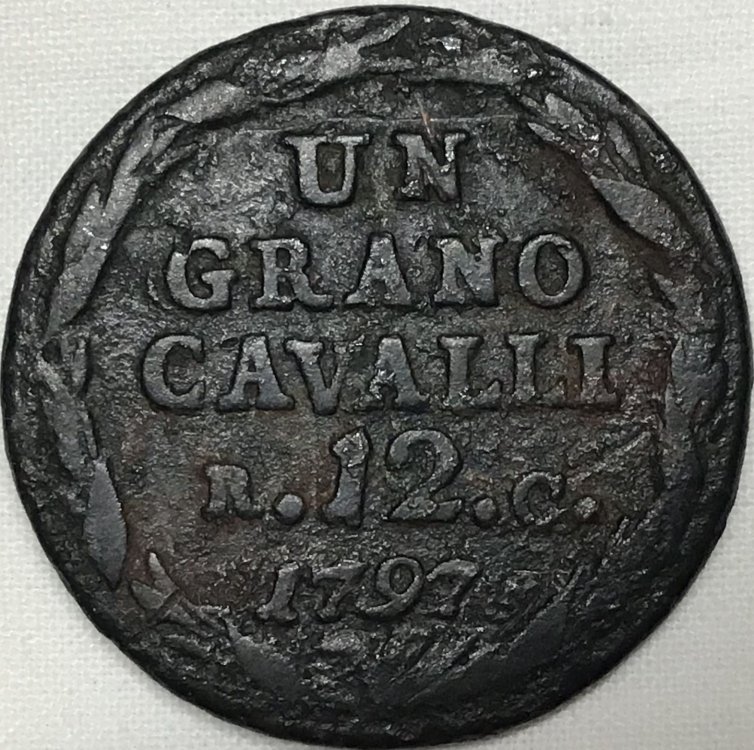 UN
GRANO
CAVALLI
R.12.C.
1797